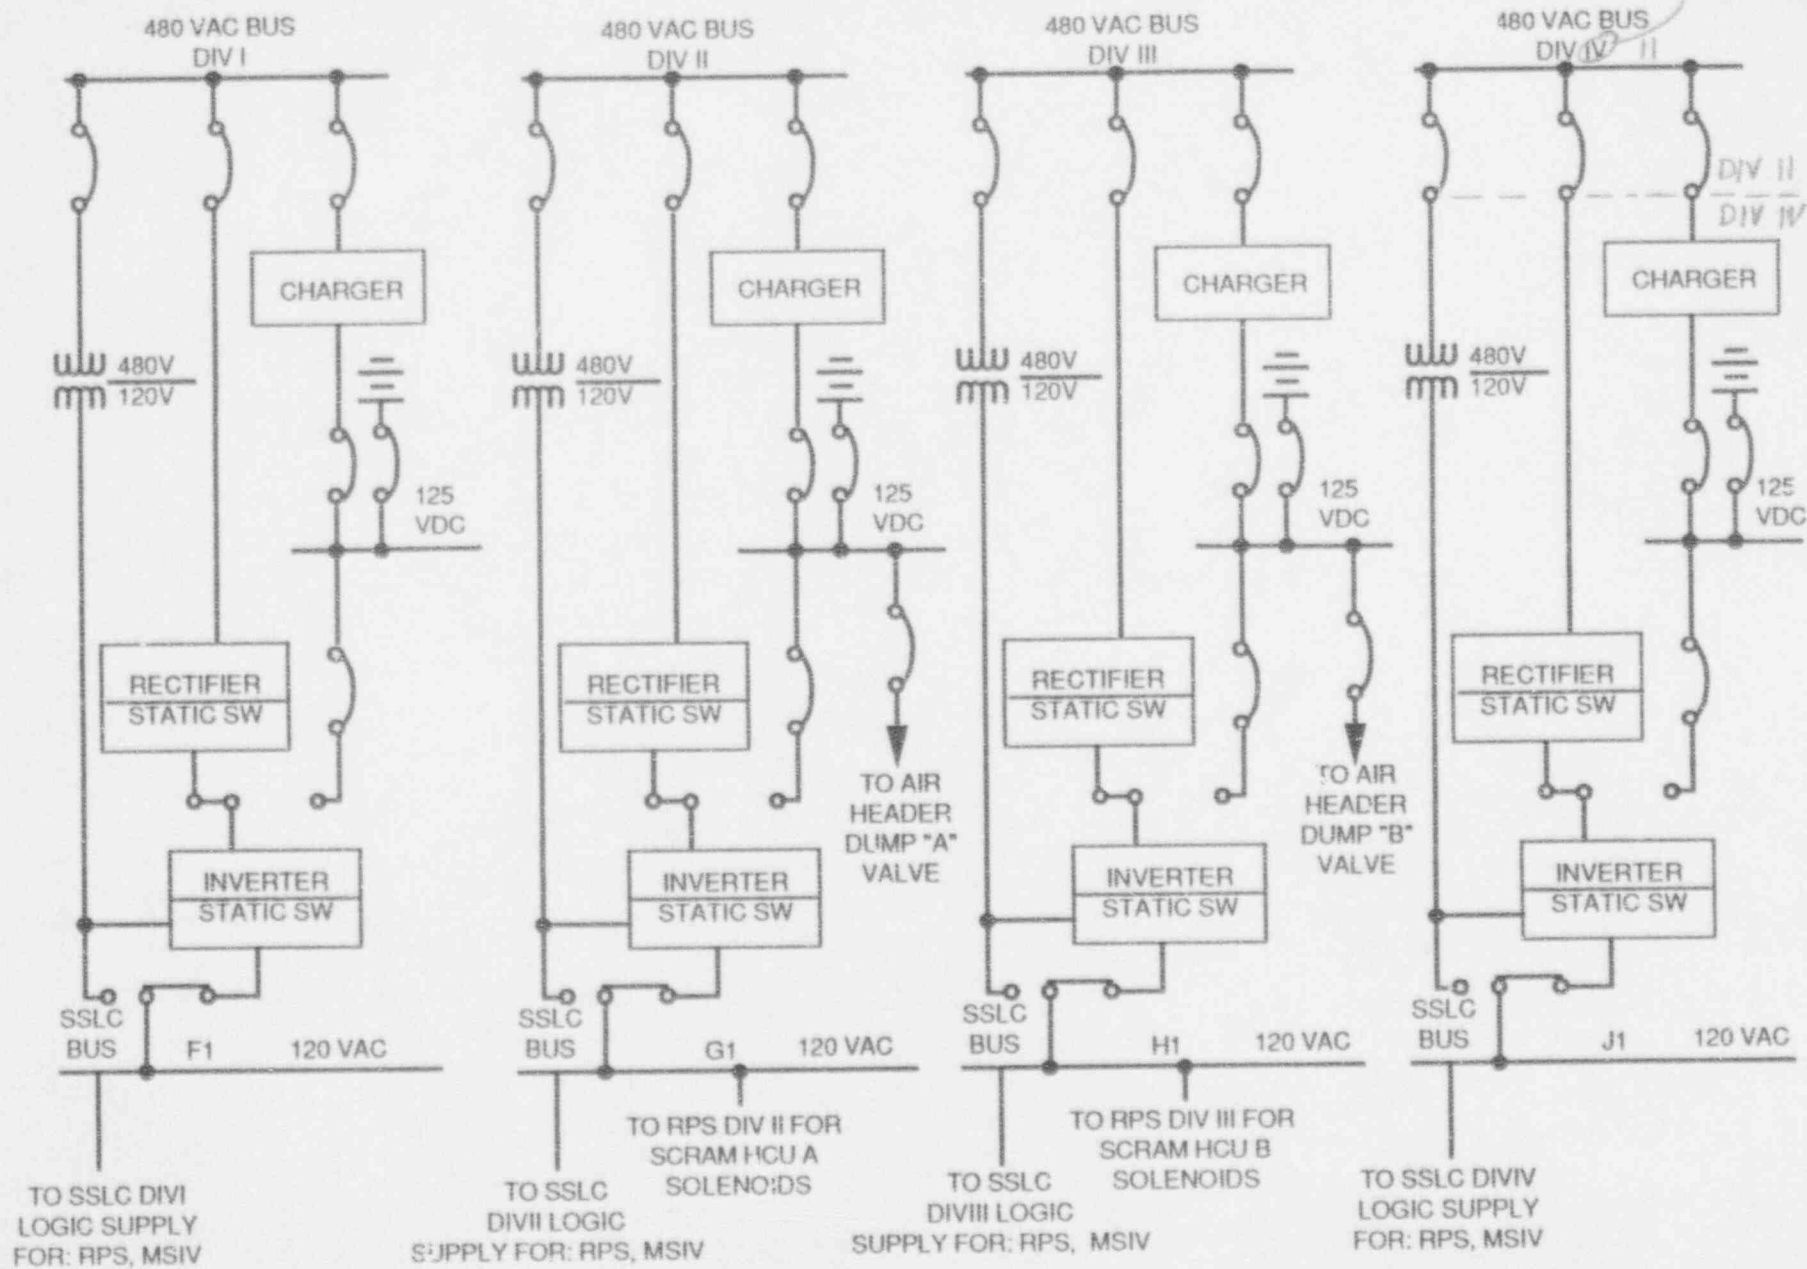 480 VAC BUS
DIV I
CHARGER
480V
120V
125
VDC
RECTIFIER
STATIC SW
INVERTER
STATIC SW
SSLC
BUS
F1
120 VAC
TO SSLC DIVI
LOGIC SUPPLY
FOR: RPS, MSIV
480 VAC BUS
DIV II
CHARGER
480V
120V
125
VDC
RECTIFIER
STATIC SW
TO AIR
HEADER
DUMP "A"
VALVE
INVERTER
STATIC SW
SSLC
BUS
G1
120 VAC
TO RPS DIV II FOR
SCRAM HCU A
SOLENOIDS
TO SSLC
DIVII LOGIC
SUPPLY FOR: RPS, MSIV
480 VAC BUS
DIV III
CHARGER
480V
120V
125
VDC
RECTIFIER
STATIC SW
TO AIR
HEADER
DUMP "B"
VALVE
INVERTER
STATIC SW
SSLC
BUS
H1
120 VAC
TO RPS DIV III FOR
SCRAM HCU B
SOLENOIDS
TO SSLC
DIVIII LOGIC
SUPPLY FOR: RPS, MSIV
480 VAC BUS
DIV IV II
DIV II
DIV IV
CHARGER
480V
120V
125
VDC
RECTIFIER
STATIC SW
INVERTER
STATIC SW
SSLC
BUS
J1
120 VAC
TO SSLC DIVIV
LOGIC SUPPLY
FOR: RPS, MSIV